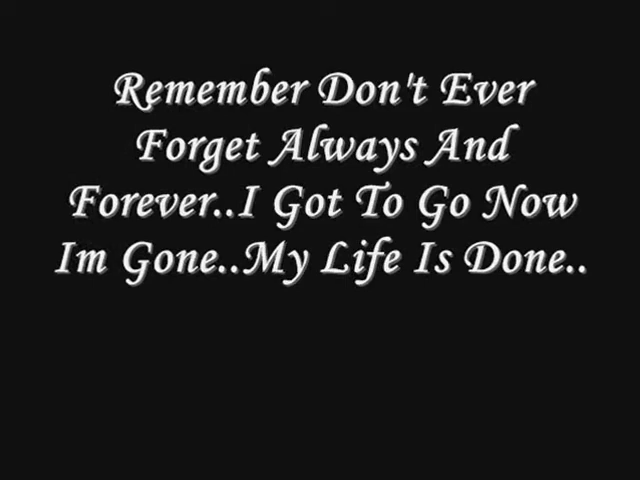 Remember Don't Ever
Forget Always And
Forever..I Got To Go Now
Im Gone..My Life Is Done..